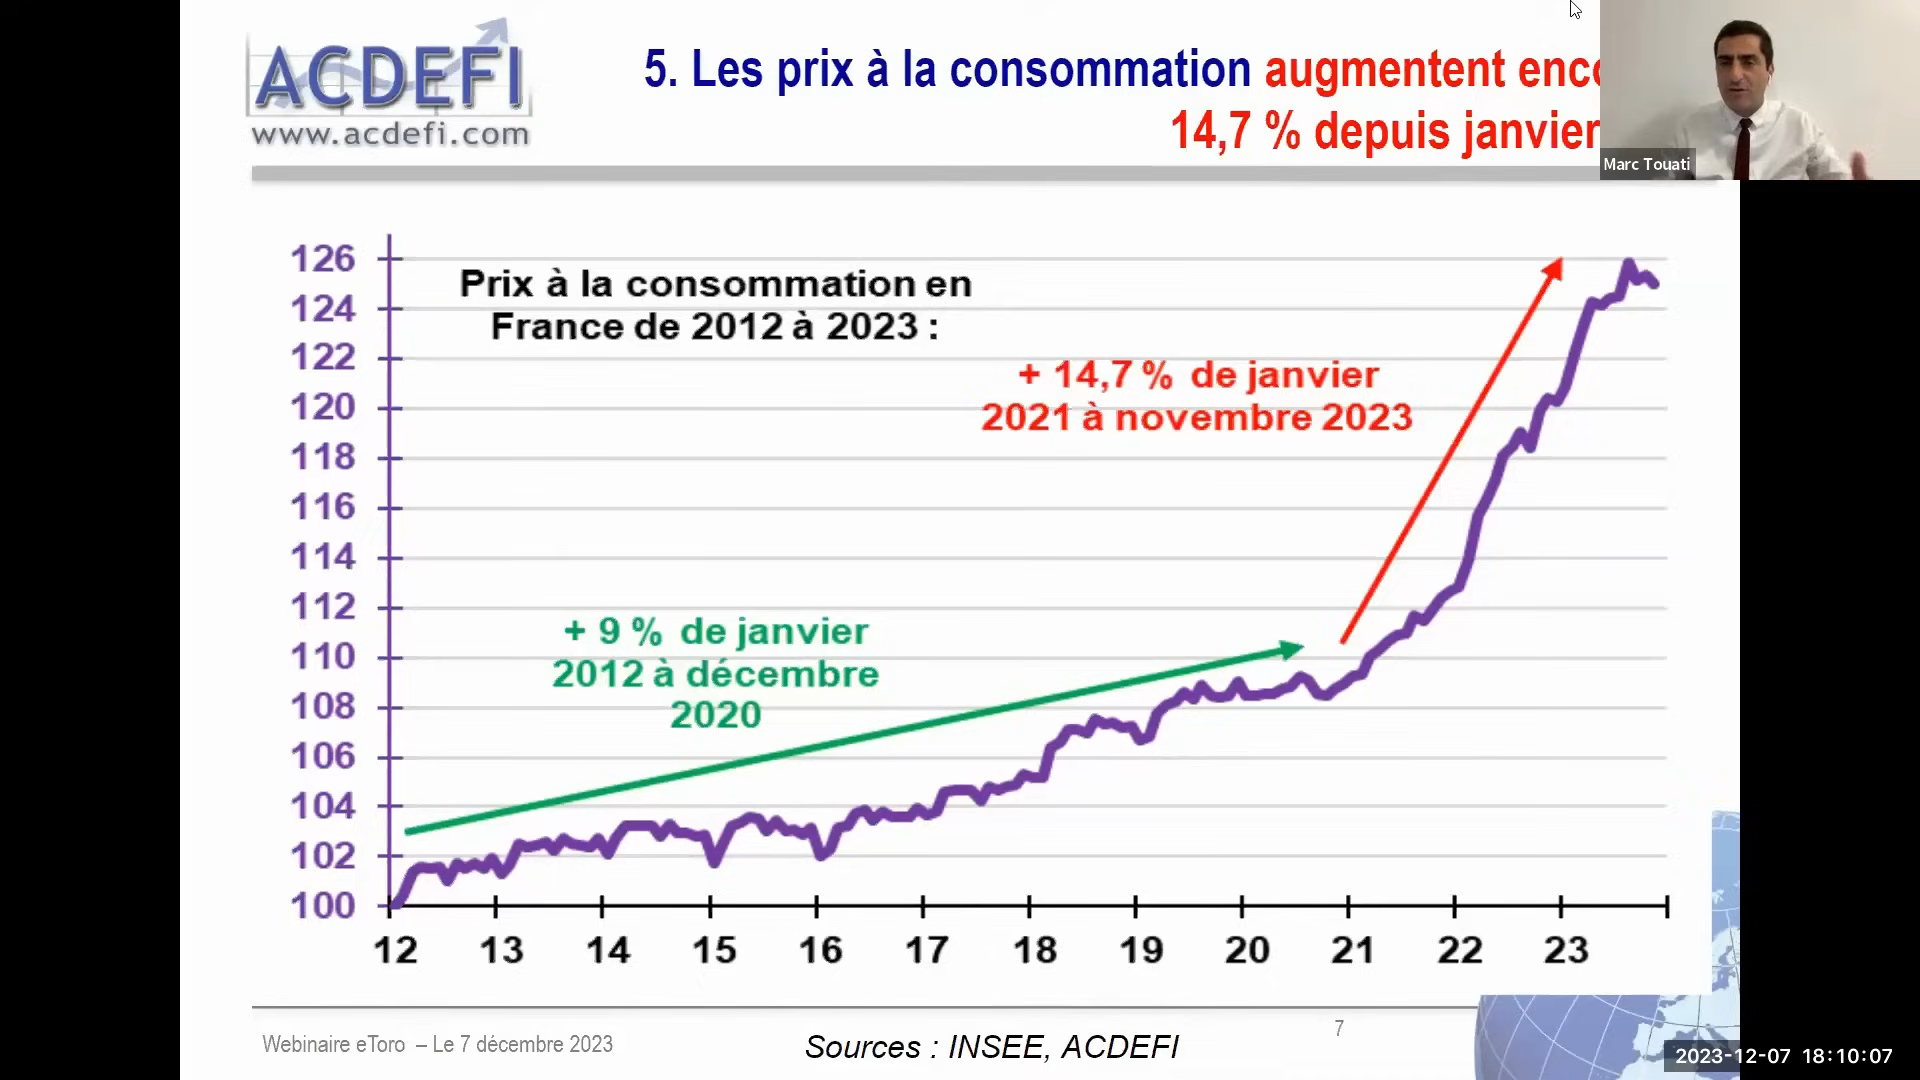 ACDEFI
www.acdefi.com
5. Les prix à la consommation augmentent
14,7 % depuis janvier
Marc Touati
126
124
122
120
118
116
114
112
110
108
106
104
102
100
Prix à la consommation en
France de 2012 à 2023 :
+ 14,7 % de janvier
2021 à novembre 2023
+ 9 % de janvier
2012 à décembre
2020
12 13 14 15 16 17 18 19 20 21 22 23
Webinaire eToro – Le 7 décembre 2023
Sources : INSEE, ACDEFI
7
2023-12-07 18:10:07